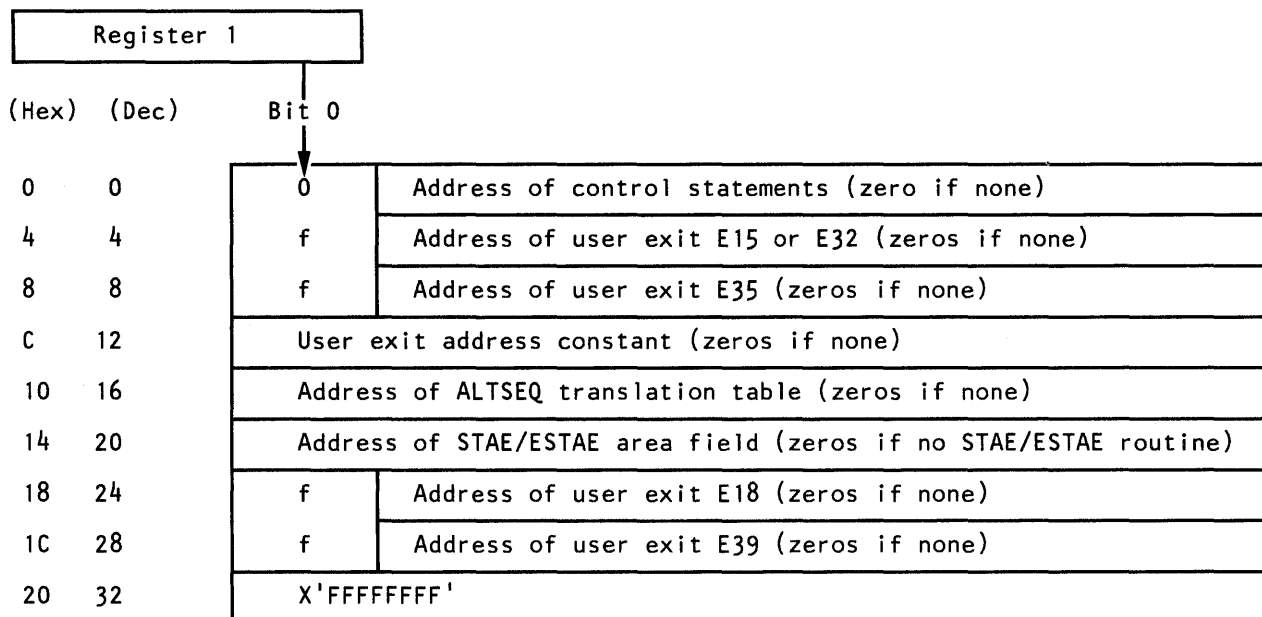 Register 1
(Hex) (Dec) Bit 0
0 0 0 Address of control statements (zero if none)
4 4 f Address of user exit E15 or E32 (zeros if none)
8 8 f Address of user exit E35 (zeros if none)
C 12 User exit address constant (zeros if none)
10 16 Address of ALTSEQ translation table (zeros if none)
14 20 Address of STAE/ESTAE area field (zeros if no STAE/ESTAE routine)
18 24 f Address of user exit E18 (zeros if none)
1C 28 f Address of user exit E39 (zeros if none)
20 32 X'FFFFFFFF'